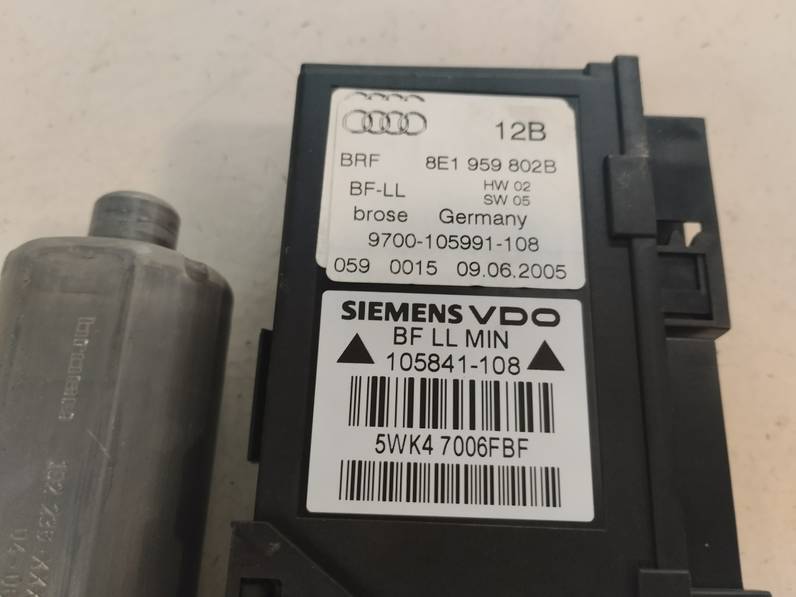 12B
BRF 8E1 959 802B
BF-LL HW 02
SW 05
brose Germany
9700-105991-108
059 0015 09.06.2005
SIEMENS VDO
BF LL MIN
105841-108
5WK4 7006FBF